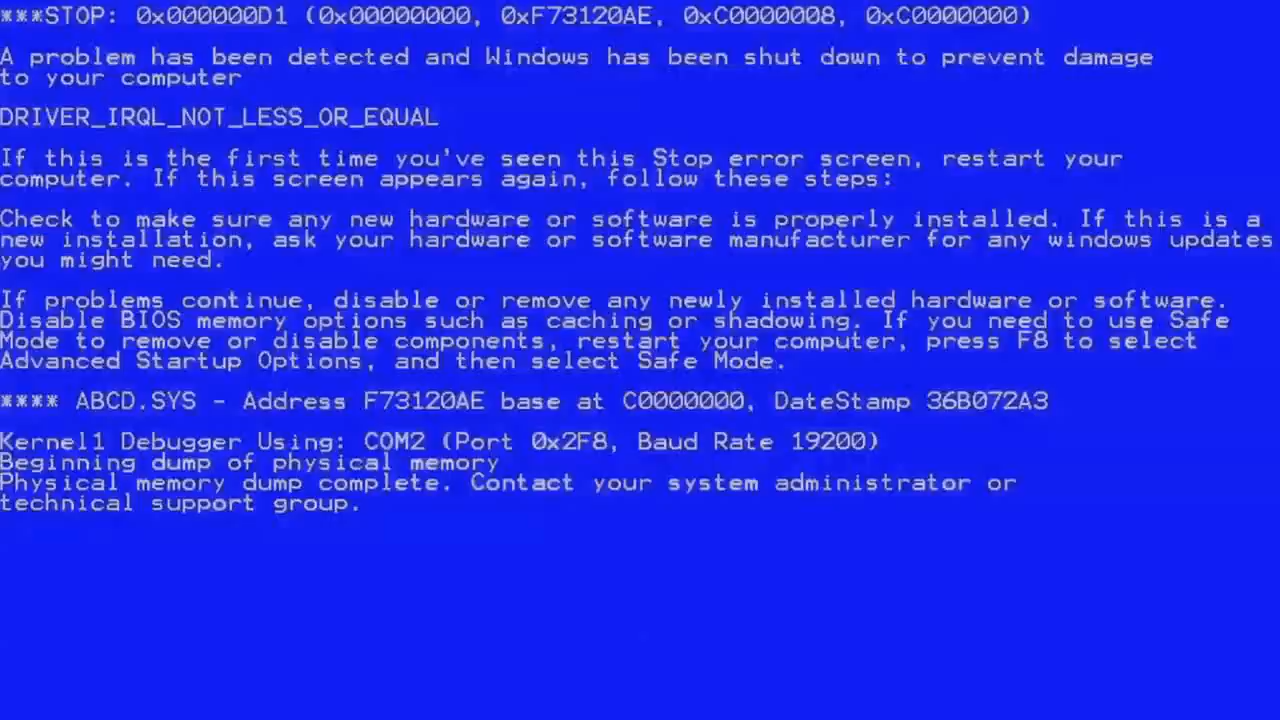 ***STOP: 0x000000D1 (0x00000000, 0xF73120AE, 0xC0000008, 0xC0000000)
A problem has been detected and Windows has been shut down to prevent damage
to your computer
DRIVER_IRQL_NOT_LESS_OR_EQUAL
If this is the first time you've seen this Stop error screen, restart your
computer. If this screen appears again, follow these steps:
Check to make sure any new hardware or software is properly installed. If this is a
new installation, ask your hardware or software manufacturer for any windows updates
you might need.
If problems continue, disable or remove any newly installed hardware or software.
Disable BIOS memory options such as caching or shadowing. If you need to use Safe
Mode to remove or disable components, restart your computer, press F8 to select
Advanced Startup Options, and then select Safe Mode.
**** ABCD.SYS - Address F73120AE base at C0000000, DateStamp 36B072A3
Kernel1 Debugger Using: COM2 (Port 0x2F8, Baud Rate 19200)
Beginning dump of physical memory
Physical memory dump complete. Contact your system administrator or
technical support group.